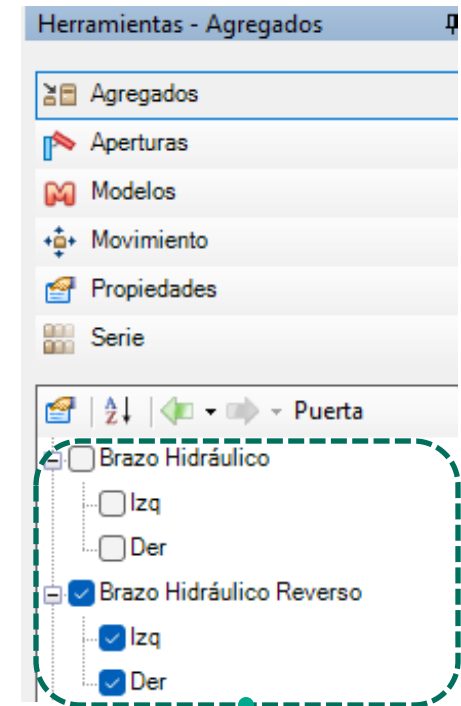 Herramientas - Agregados
Agregados
Aperturas
Modelos
Movimiento
Propiedades
Serie
Puerta
Brazo Hidráulico
Izq
Der
Brazo Hidráulico Reverso
Izq
Der